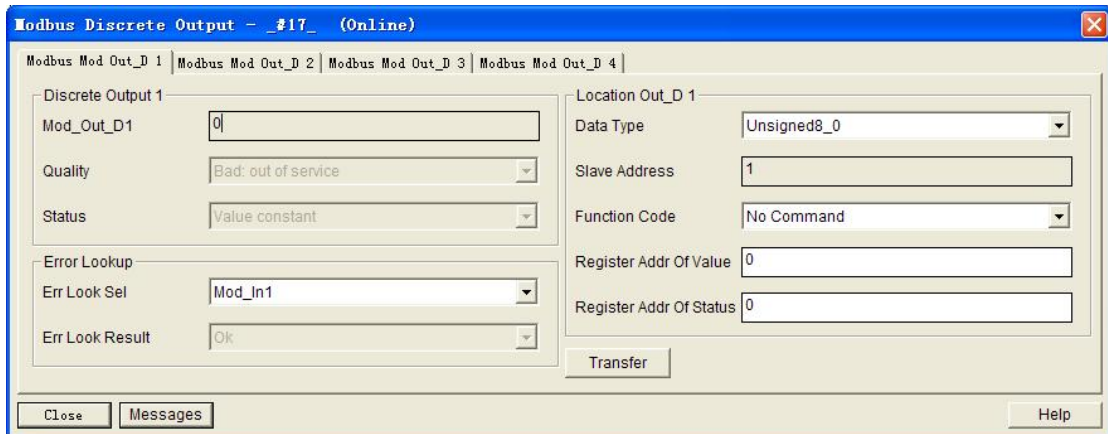 Modbus Discrete Output - _#17_ (Online)
Modbus Mod Out_D 1 Modbus Mod Out_D 2 Modbus Mod Out_D 3 Modbus Mod Out_D 4
Discrete Output 1
Mod_Out_D1 0
Quality Bad: out of service
Status Value constant
Error Lookup
Err Look Sel Mod_In1
Err Look Result Ok
Location Out_D 1
Data Type Unsigned8_0
Slave Address 1
Function Code No Command
Register Addr Of Value 0
Register Addr Of Status 0
Transfer
Close Messages Help